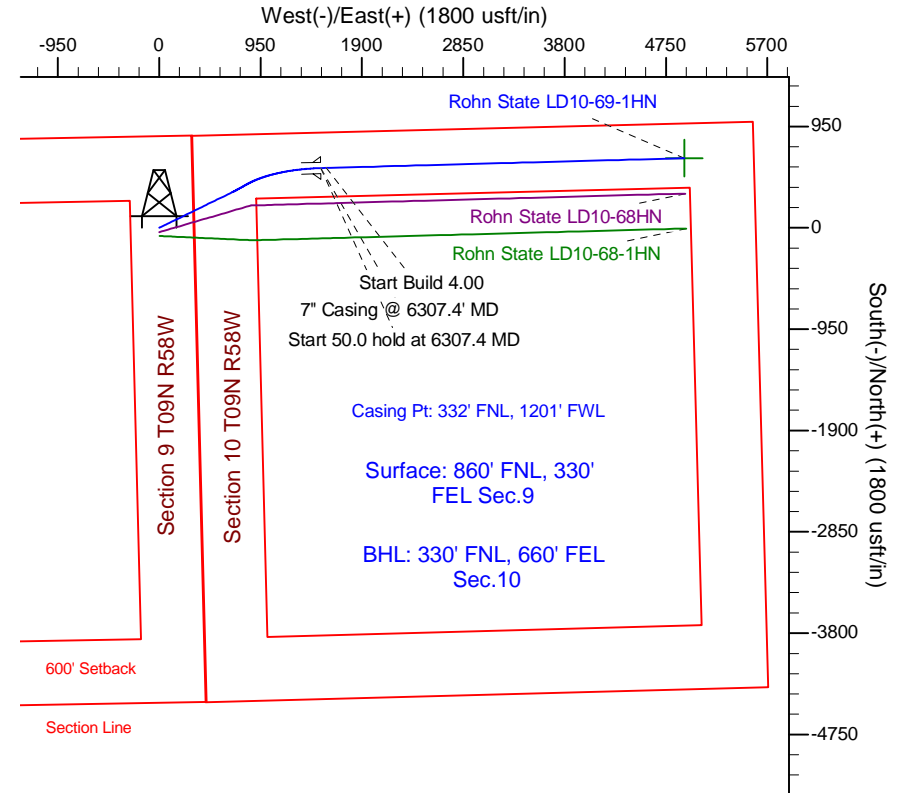 West(-)/East(+) (1800 usft/in)
-950 0 950 1900 2850 3800 4750 5700
Rohn State LD10-69-1HN
950
Rohn State LD10-68HN
0
Rohn State LD10-68-1HN
Start Build 4.00
7" Casing @ 6307.4' MD
Start 50.0 hold at 6307.4 MD
-950
Section 9 T09N R58W
Section 10 T09N R58W
South(-)/North(+) (1800 usft/in)
Casing Pt: 332' FNL, 1201' FWL
-1900
Surface: 860' FNL, 330'
FEL Sec.9
-2850
BHL: 330' FNL, 660' FEL
Sec.10
600' Setback
-3800
Section Line
-4750